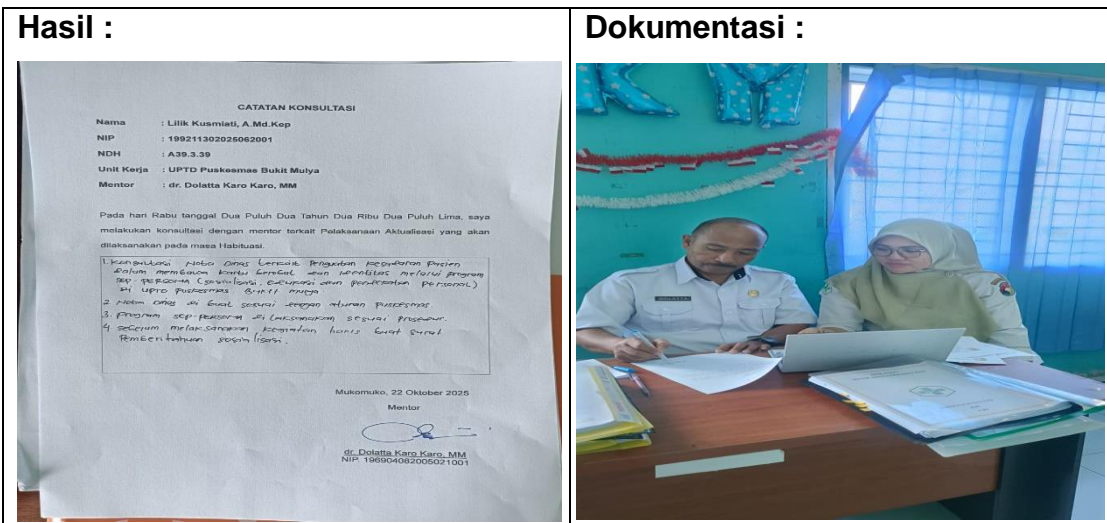 Hasil :
Dokumentasi :
CATATAN KONSULTASI
Nama : Lilik Kusmiati, A.Md.Kep
NIP : 199211302025062001
NDH : A39.3.39
Unit Kerja : UPTD Puskesmas Bukit Mulya
Mentor : dr. Dolatta Karo Karo, MM
Pada hari Rabu tanggal Dua Puluh Dua Tahun Dua Ribu Dua Puluh Lima, saya
melakukan konsultasi dengan mentor terkait Pelaksanaan Aktualisasi yang akan
dilaksanakan pada masa Habituasi.
1. Konsultasi Nota Dinas terkait Penguatan Kesadaran Pasien
dalam membawa kartu berobat dan identitas melalui program
sep-persona (sosialisasi, edukasi dan pendekatan personal)
di UPTD Puskesmas Bukit Mulya
2. Nota Dinas di buat sesuai dengan aturan puskesmas.
3. Program sep-persona di laksanakan sesuai prosedur.
4. sebelum melaksanakan kegiatan harus buat surat
Pemberitahuan sosialisasi.
Mukomuko, 22 Oktober 2025
Mentor
dr. Dolatta Karo Karo, MM
NIP. 196904082005021001
K Y
DOLATTA